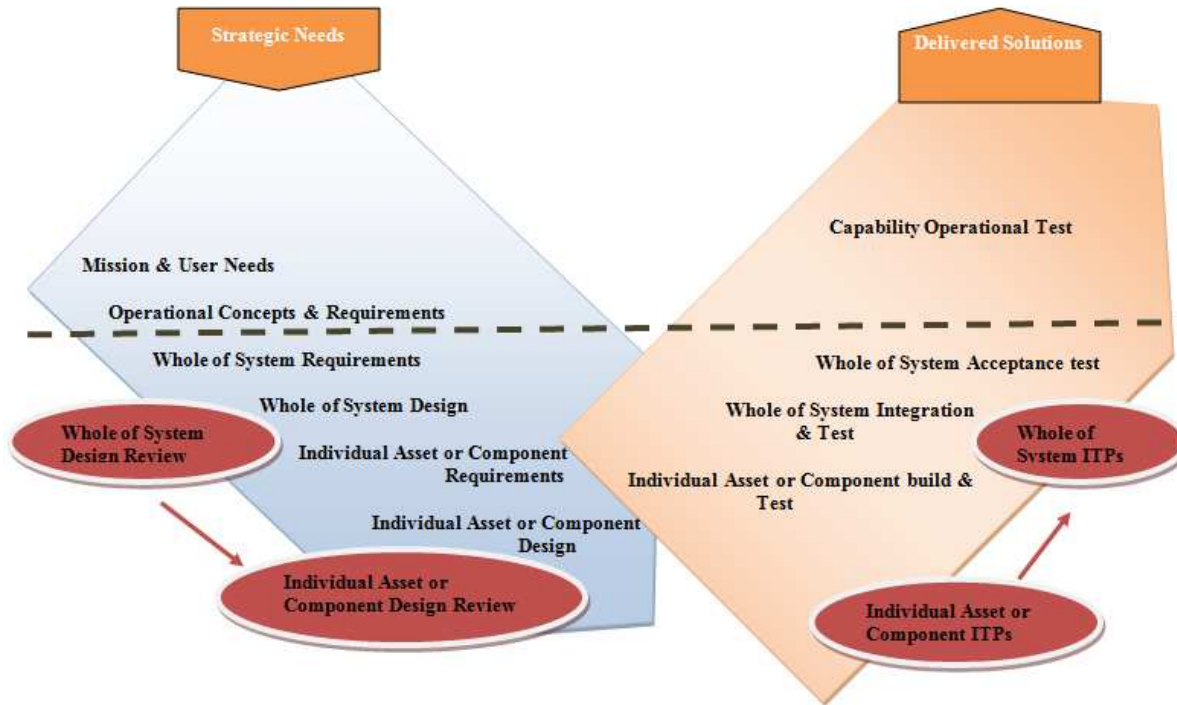 Strategic Needs
Delivered Solutions
Capability Operational Test
Mission & User Needs
Operational Concepts & Requirements
Whole of System Requirements
Whole of System Acceptance test
Whole of System Design
Whole of System Integration
& Test
Whole of System
Design Review
Whole of
System ITPs
Individual Asset or Component
Requirements
Individual Asset or Component build &
Test
Individual Asset or Component
Design
Individual Asset or
Component Design Review
Individual Asset or
Component ITPs